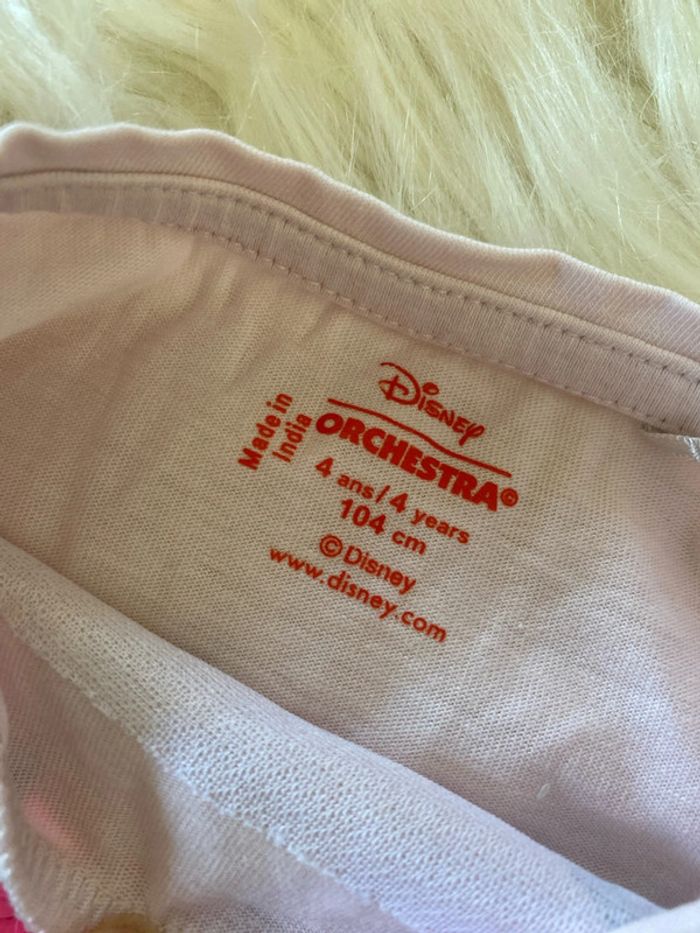 Disney
ORCHESTRA©
Made in
India
4 ans/4 years
104 cm
©Disney
www.disney.com